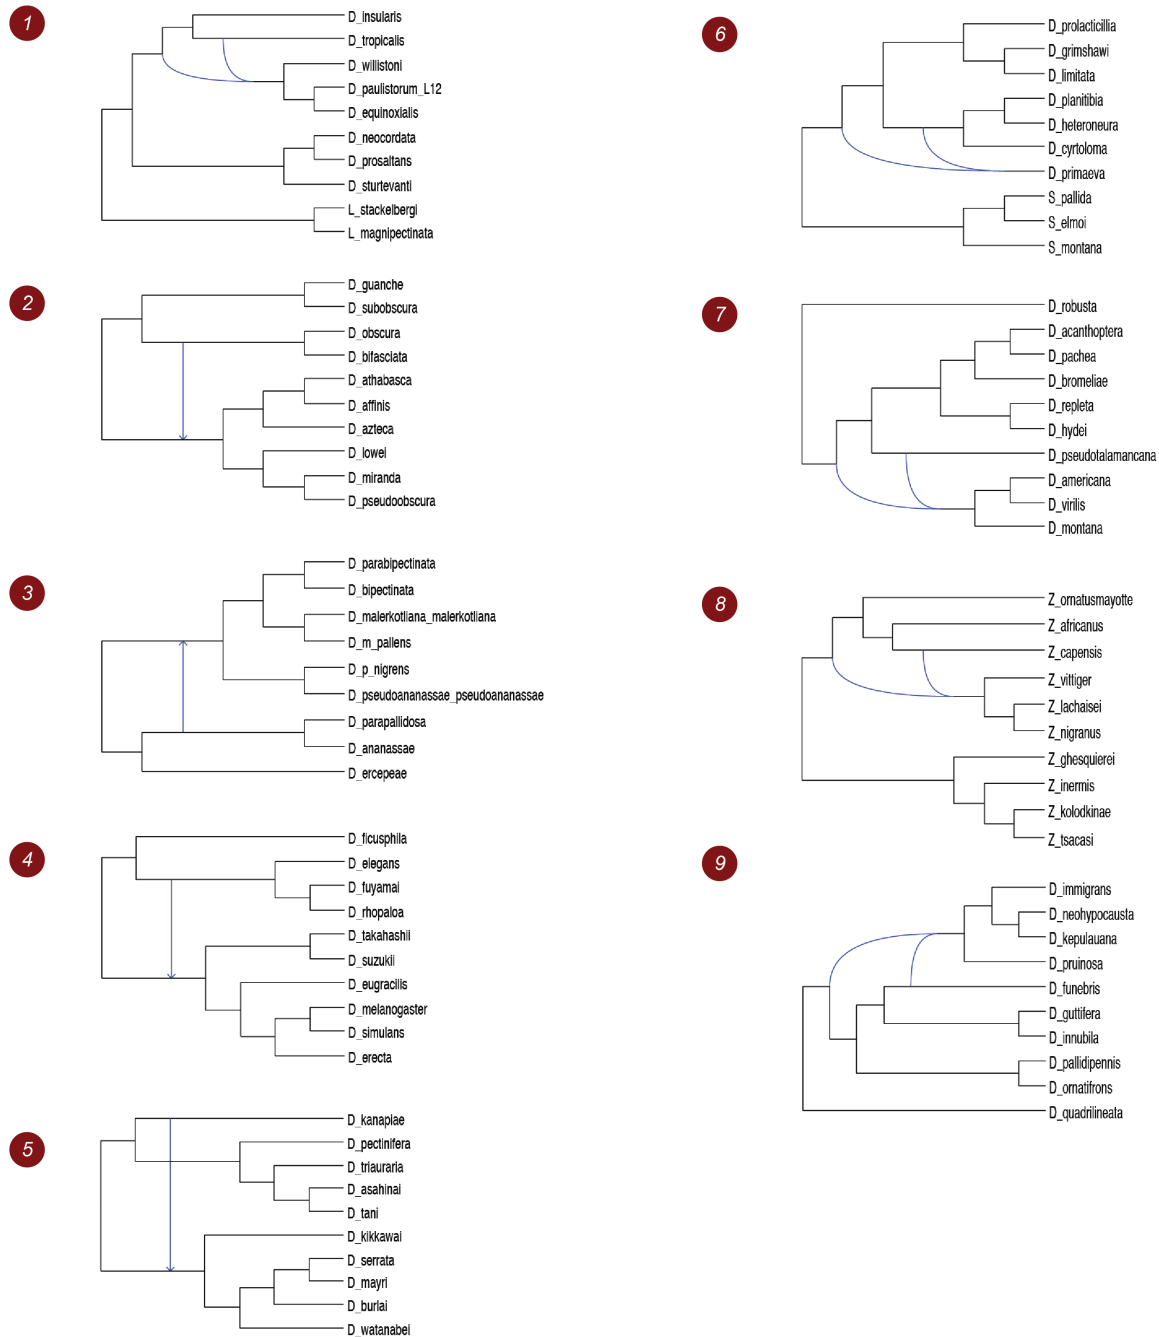 1
D_insularis
D_tropicalis
D_willistoni
D_paulistorum_L12
D_equinoxialis
D_neocordata
D_prosaltans
D_sturtevanti
L_stackelbergi
L_magnipectinata
2
D_guanche
D_subobscura
D_obscura
D_bifasciata
D_athabasca
D_affinis
D_azteca
D_lowei
D_miranda
D_pseudoobscura
3
D_parabipectinata
D_bipectinata
D_malerkotliana_malerkotliana
D_m_pallens
D_p_nigrens
D_pseudoananassae_pseudoananassae
D_parapallidosa
D_ananassae
D_ercepeae
4
D_ficusphila
D_elegans
D_fuyamai
D_rhopaloa
D_takahashii
D_suzukii
D_eugracilis
D_melanogaster
D_simulans
D_erecta
5
D_kanapiae
D_pectinifera
D_triauraria
D_asahinai
D_tani
D_kikkawai
D_serrata
D_mayri
D_burlai
D_watanabei
6
D_prolacticillia
D_grimshawi
D_limitata
D_planitibia
D_heteroneura
D_cyrtoloma
D_primaeva
S_pallida
S_elmoi
S_montana
7
D_robusta
D_acanthoptera
D_pachea
D_bromeliae
D_repleta
D_hydei
D_pseudotalamancana
D_americana
D_virilis
D_montana
8
Z_ornatusmayotte
Z_africanus
Z_capensis
Z_vittiger
Z_lachaisei
Z_nigranus
Z_ghesquierei
Z_inermis
Z_kolodkinae
Z_tsacasi
9
D_immigrans
D_neohypocausta
D_kepulauana
D_pruinosa
D_funebris
D_guttifera
D_innubila
D_pallidipennis
D_ornatifrons
D_quadrilineata